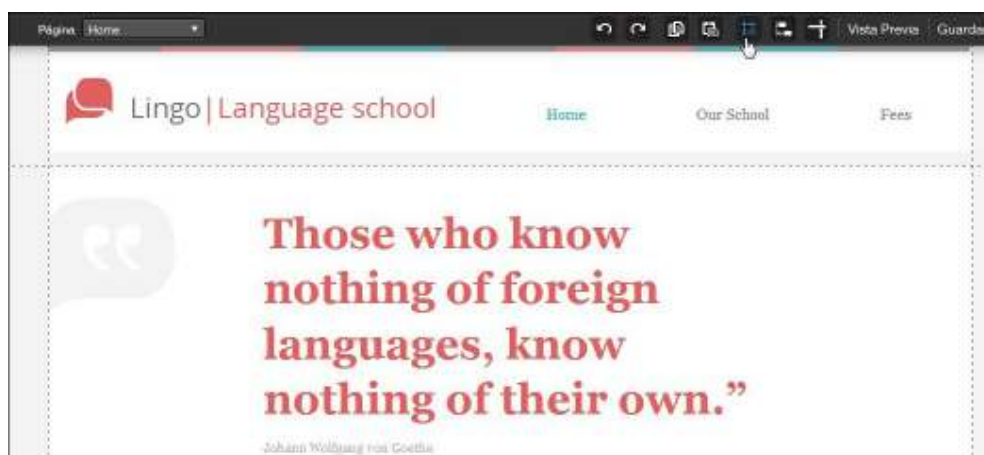 Página Home Vista Previa Guarda
Lingo|Language school
Home Our School Fees
Those who know
nothing of foreign
languages, know
nothing of their own.”
Johann Wolfgang von Goethe